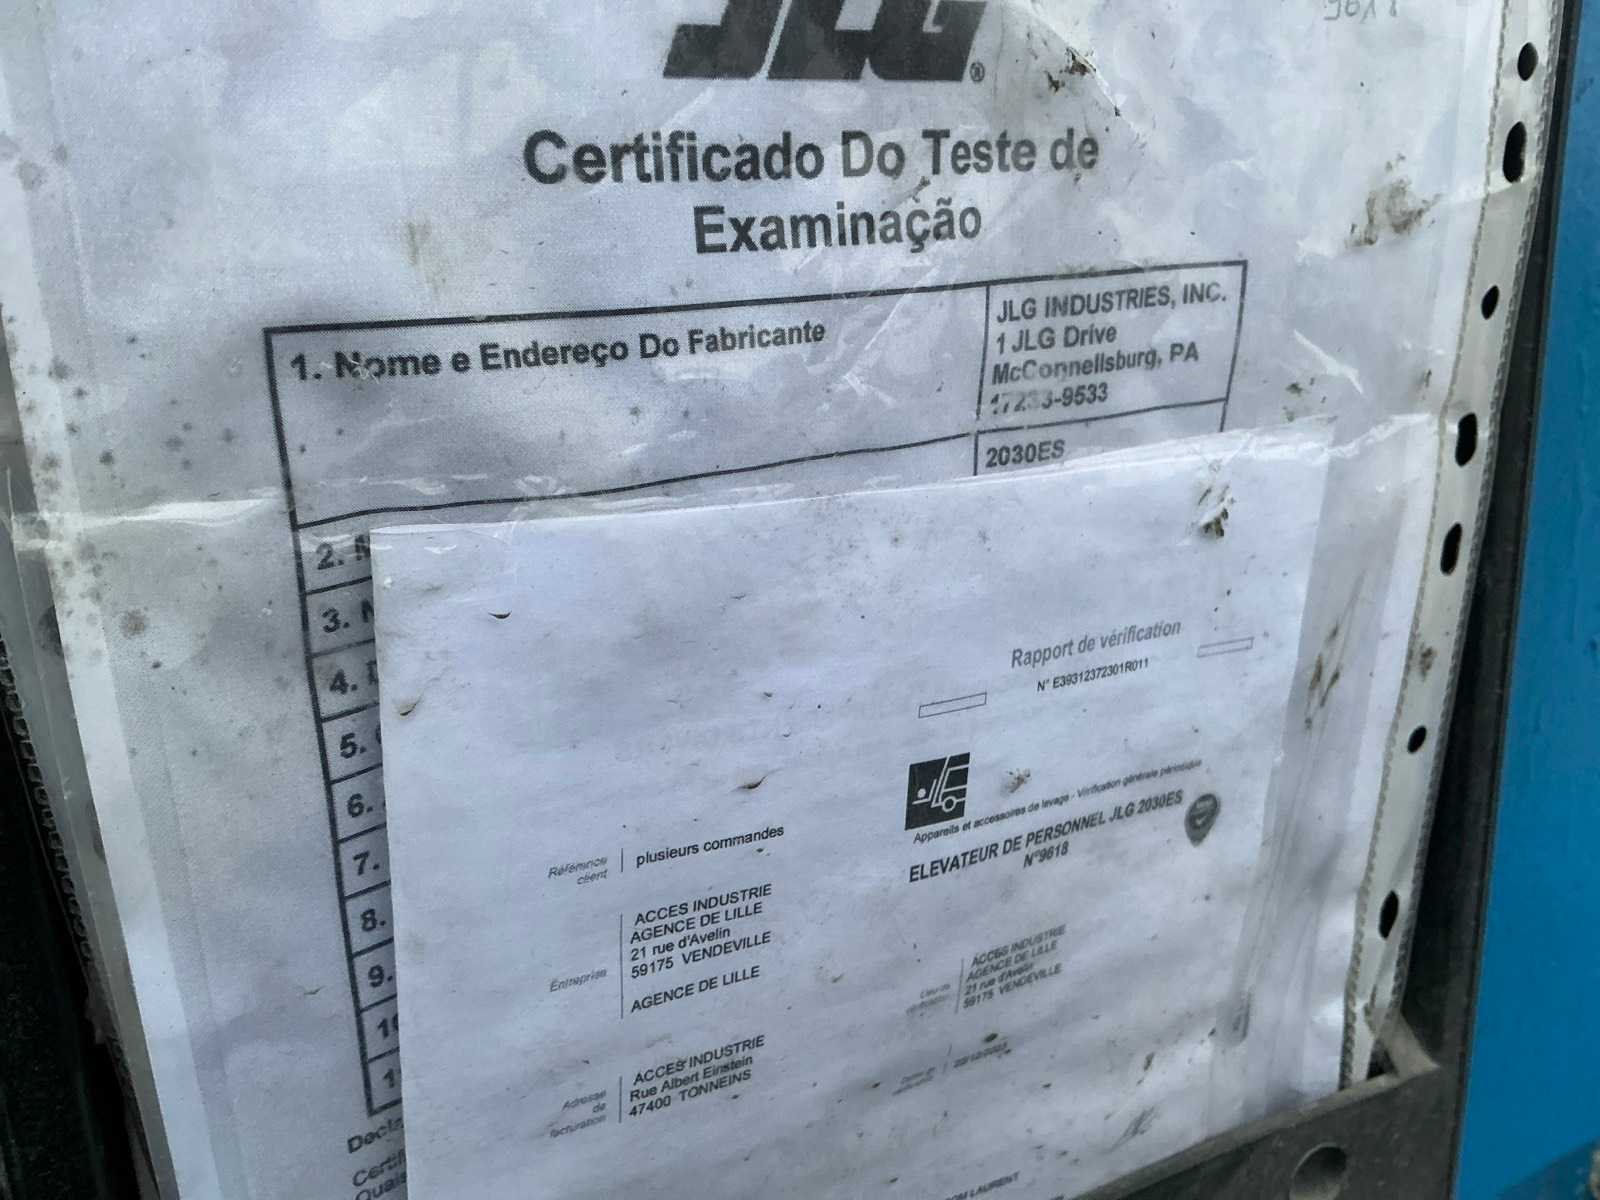 JLG®
Certificado Do Teste de
Examinação
1. Nome e Endereço Do Fabricante
JLG INDUSTRIES, INC.
1 JLG Drive
McConnellsburg, PA
17233-9533
2030ES
2.
3.
4.
5.
6.
7.
8.
9.
Rapport de vérification
N° E39312372301R011
Appareils et accessoires de levage - Vérification générale périodique
ELEVATEUR DE PERSONNEL JLG 2030ES
N°9618
Référence
client
plusieurs commandes
Entreprise
ACCES INDUSTRIE
AGENCE DE LILLE
21 rue d'Avelin
59175 VENDEVILLE
AGENCE DE LILLE
ACCES INDUSTRIE
AGENCE DE LILLE
21 rue d'Avelin
59175 VENDEVILLE
Adresse
de
facturation
ACCES INDUSTRIE
Rue Albert Einstein
47400 TONNEINS
LAURENT